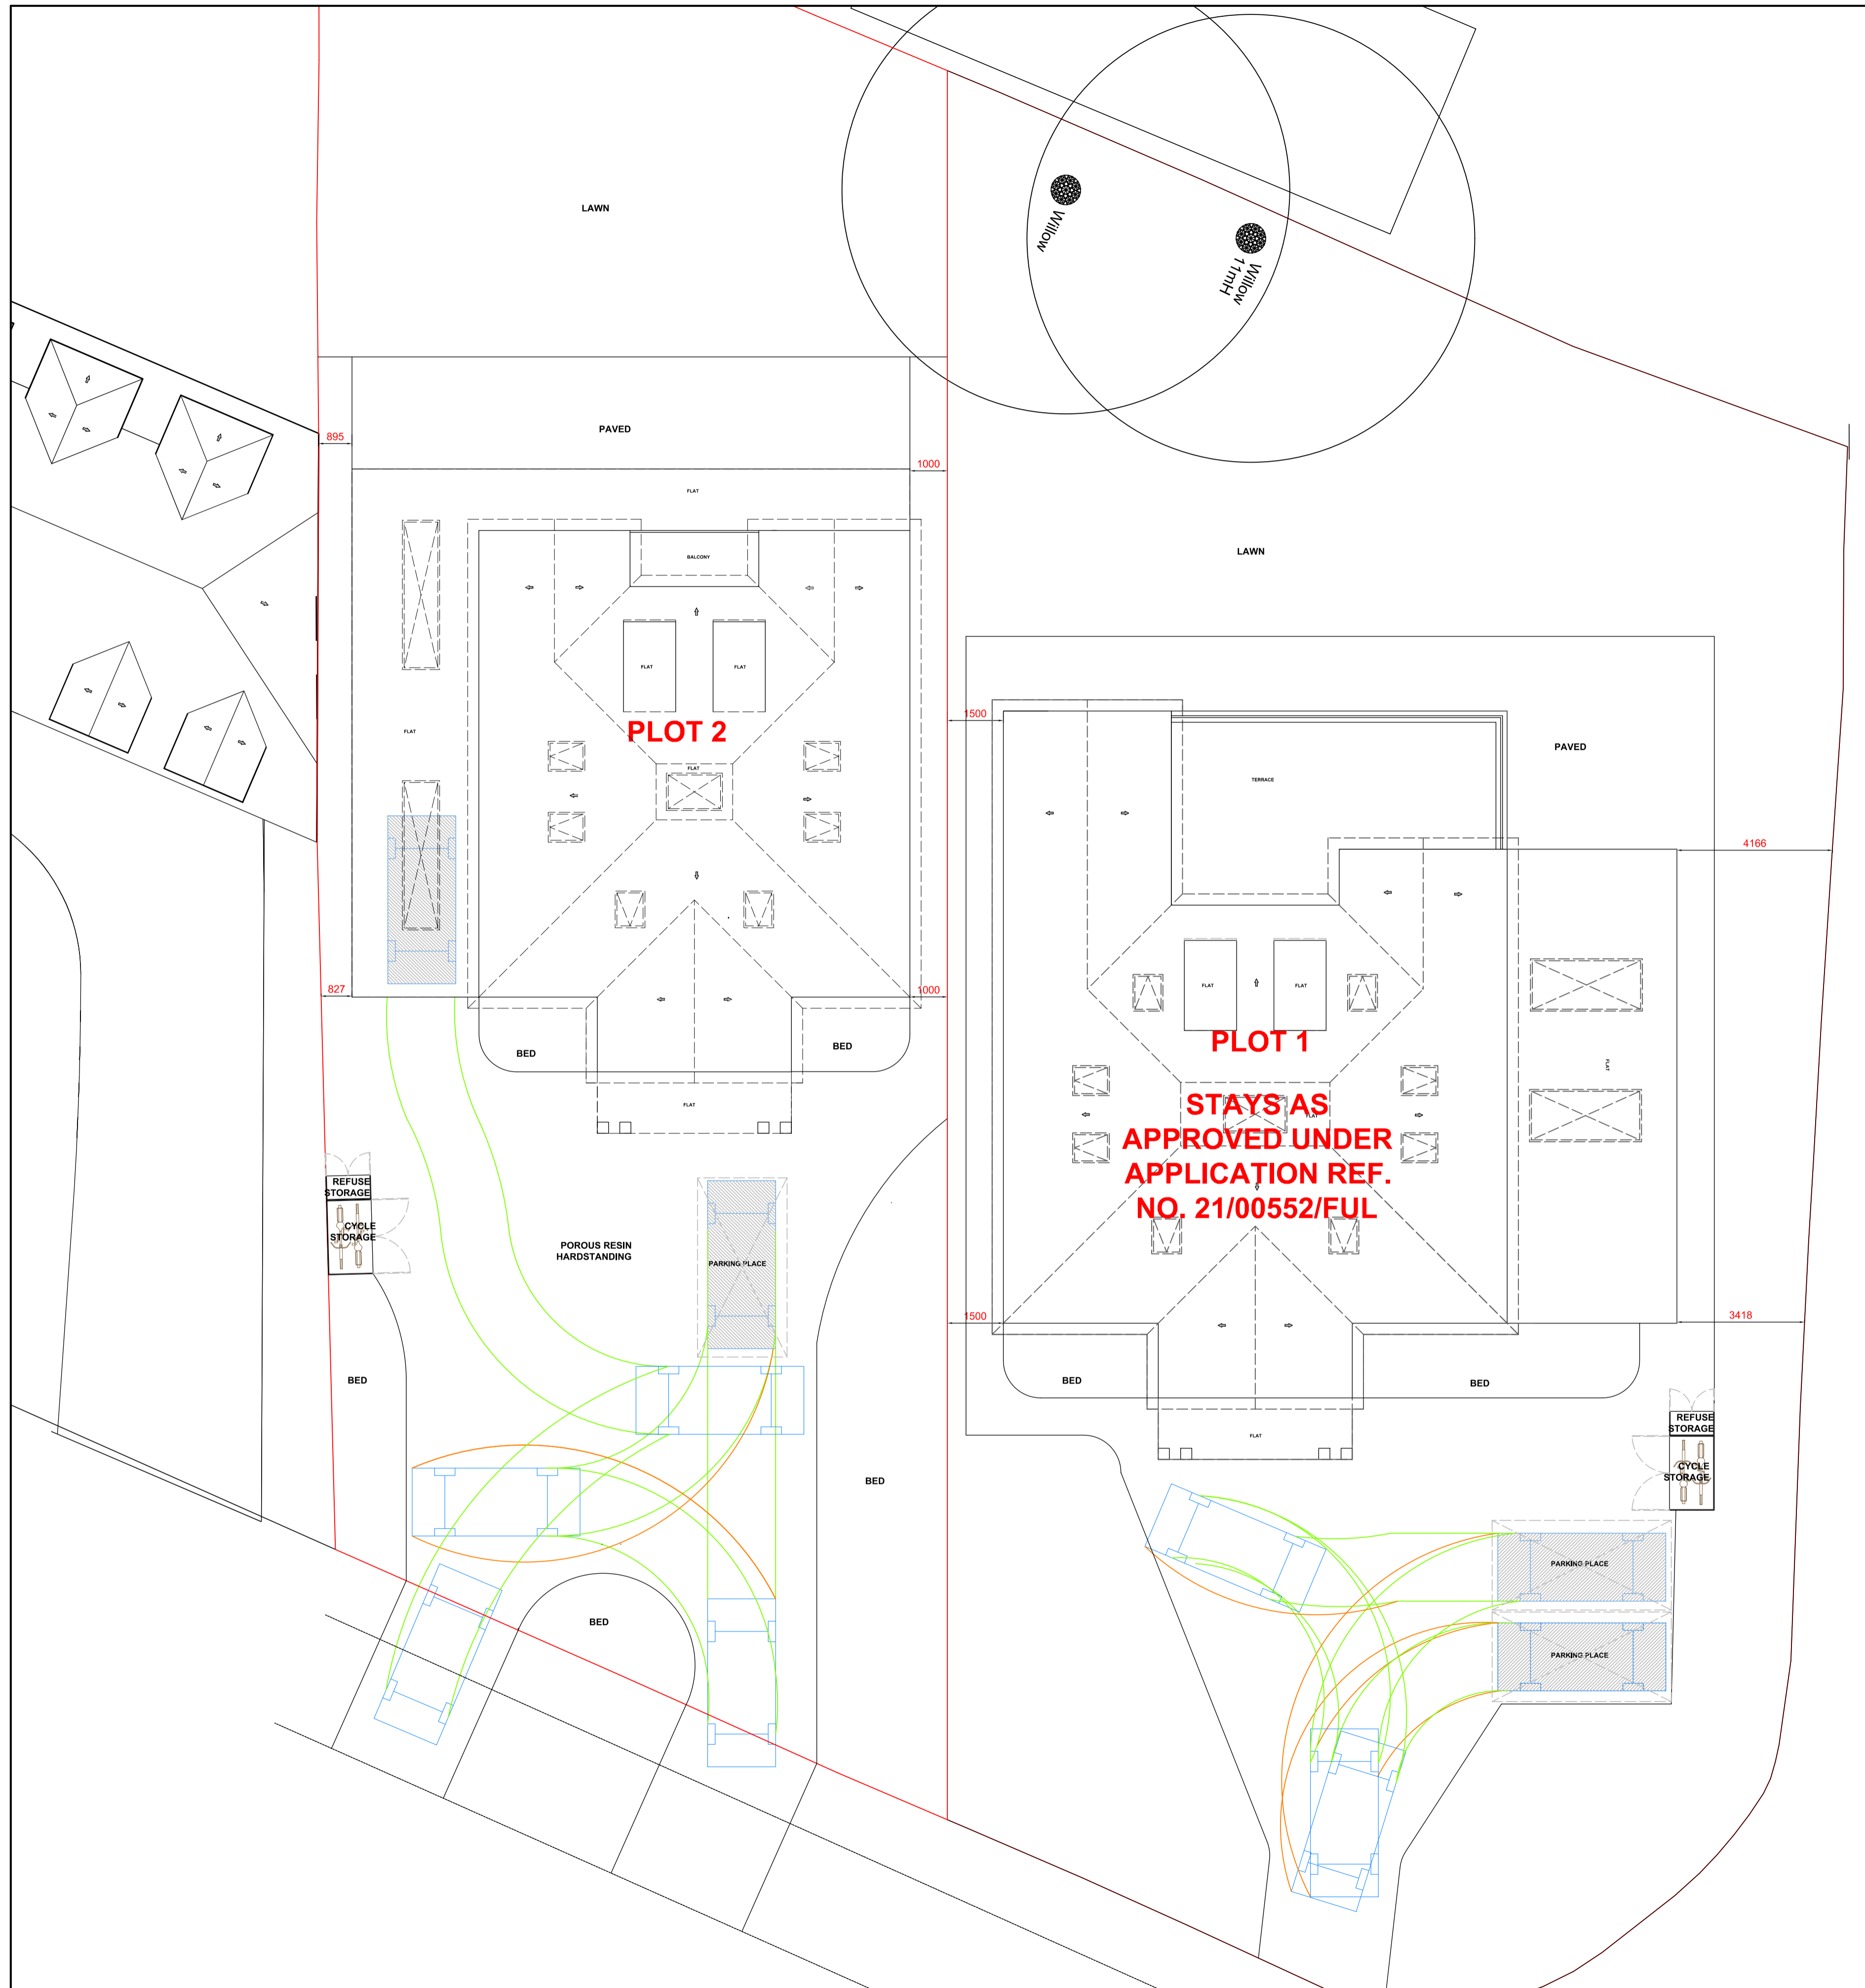 Willow
Willow
11mH
LAWN
895
PAVED
1000
FLAT
BALCONY
LAWN
FLAT
FLAT
1500
PLOT 2
FLAT
PAVED
FLAT
TERRACE
4166
827
1000
FLAT
FLAT
BED
BED
PLOT 1
FLAT
FLAT
STAYS AS
FLAT
APPROVED UNDER
APPLICATION REF.
NO. 21/00552/FUL
REFUSE
STORAGE
CYCLE
STORAGE
POROUS RESIN
HARDSTANDING
PARKING PLACE
1500
3418
BED
BED
BED
REFUSE
STORAGE
FLAT
CYCLE
STORAGE
BED
PARKING PLACE
BED
PARKING PLACE